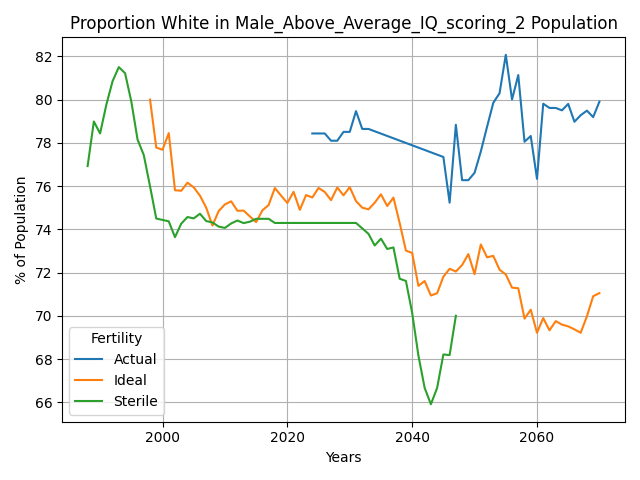 Proportion White in Male_Above_Average_IQ_scoring_2 Population
% of Population
82
80
78
76
74
72
70
68
66
Fertility
Actual
Ideal
Sterile
2000
2020
2040
2060
Years